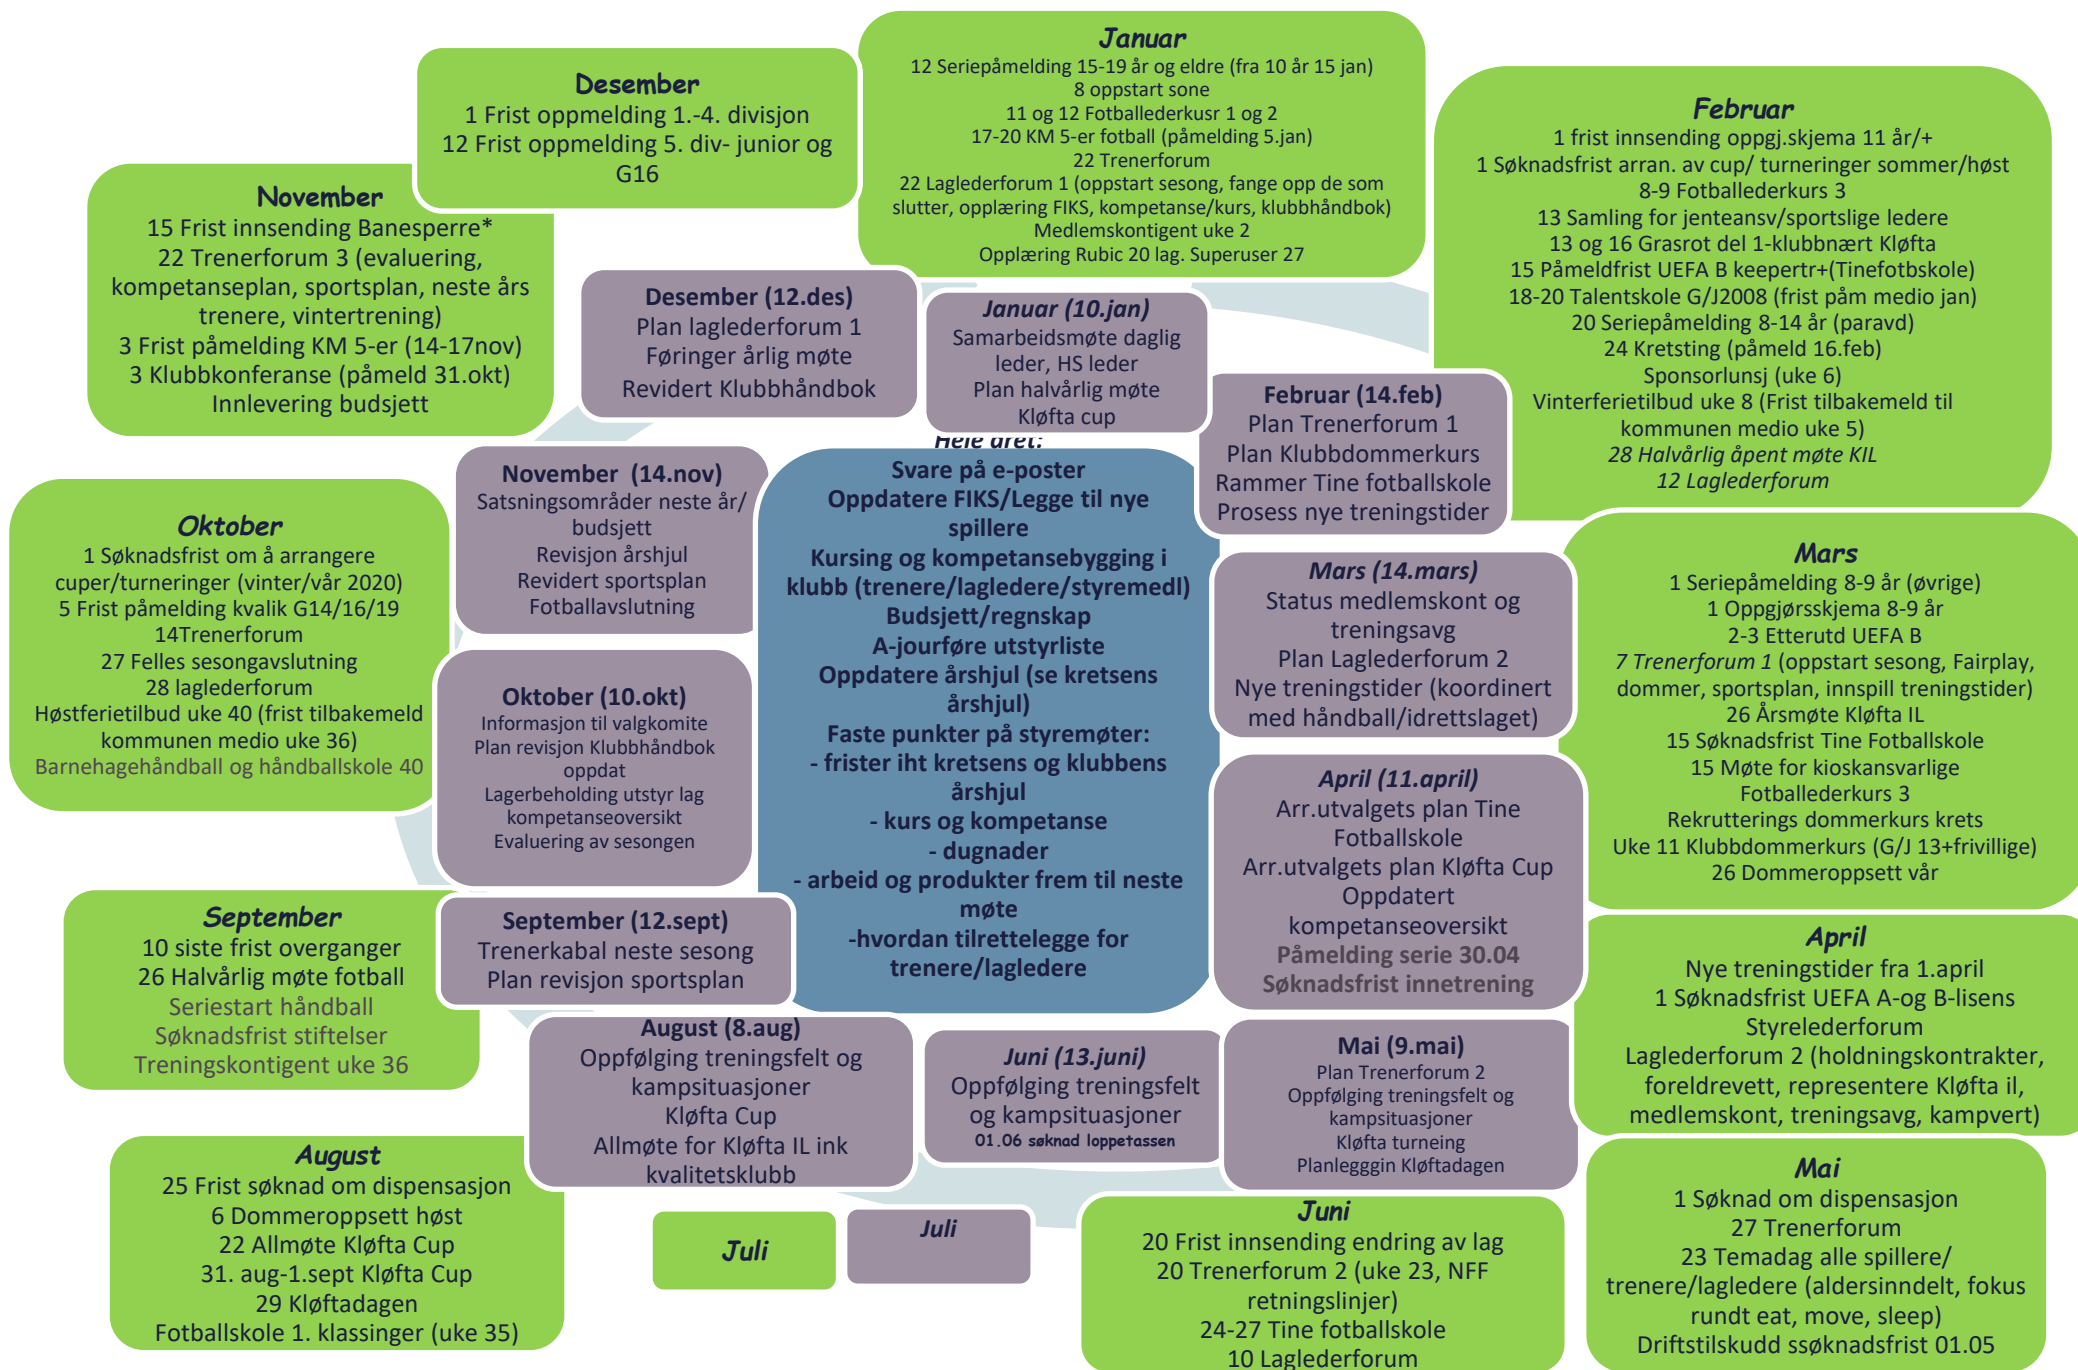 Januar
12 Seriepåmelding 15-19 år og eldre (fra 10 år 15 jan)
8 oppstart sone
11 og 12 Fotballederkusr 1 og 2
17-20 KM 5-er fotball (påmelding 5.jan)
22 Trenerforum
22 Laglederforum 1 (oppstart sesong, fange opp de som
slutter, opplæring FIKS, kompetanse/kurs, klubbhåndbok)
Medlemskontigent uke 2
Opplæring Rubic 20 lag. Superuser 27
Februar
1 frist innsending oppgj.skjema 11 år/+
1 Søknadsfrist arran. av cup/ turneringer sommer/høst
8-9 Fotballederkurs 3
13 Samling for jenteansv/sportslige ledere
13 og 16 Grasrot del 1-klubbnært Kløfta
15 Påmeldfrist UEFA B keepertr+(Tinefotbskole)
18-20 Talentskole G/J2008 (frist påm medio jan)
20 Seriepåmelding 8-14 år (paravd)
24 Kretsting (påmeld 16.feb)
Sponsorlunsj (uke 6)
Vinterferietilbud uke 8 (Frist tilbakemeld til
kommunen medio uke 5)
28 Halvårlig åpent møte KIL
12 Laglederforum
Mars
1 Seriepåmelding 8-9 år (øvrige)
1 Oppgjørsskjema 8-9 år
2-3 Etterutd UEFA B
7 Trenerforum 1 (oppstart sesong, Fairplay,
dommer, sportsplan, innspill treningstider)
26 Årsmøte Kløfta IL
15 Søknadsfrist Tine Fotballskole
15 Møte for kioskansvarlige
Fotballederkurs 3
Rekrutterings dommerkurs krets
Uke 11 Klubbdommerkurs (G/J 13+frivillige)
26 Dommeroppsett vår
April
Nye treningstider fra 1.april
1 Søknadsfrist UEFA A-og B-lisens
Styrelederforum
Laglederforum 2 (holdningskontrakter,
foreldrevett, representere Kløfta il,
medlemskont, treningsavg, kampvert)
Mai
1 Søknad om dispensasjon
27 Trenerforum
23 Temadag alle spillere/
trenere/lagledere (aldersinndelt, fokus
rundt eat, move, sleep)
Driftstilskudd ssøknadsfrist 01.05
Juni
20 Frist innsending endring av lag
20 Trenerforum 2 (uke 23, NFF
retningslinjer)
24-27 Tine fotballskole
10 Laglederforum
Juli
August
25 Frist søknad om dispensasjon
6 Dommeroppsett høst
22 Allmøte Kløfta Cup
31. aug-1.sept Kløfta Cup
29 Kløftadagen
Fotballskole 1. klassinger (uke 35)
September
10 siste frist overganger
26 Halvårlig møte fotball
Seriestart håndball
Søknadsfrist stiftelser
Treningskontigent uke 36
Oktober
1 Søknadsfrist om å arrangere
cuper/turneringer (vinter/vår 2020)
5 Frist påmelding kvalik G14/16/19
14Trenerforum
27 Felles sesongavslutning
28 laglederforum
Høstferietilbud uke 40 (frist tilbakemeld
kommunen medio uke 36)
Barnehagehåndball og håndballskole 40
November
15 Frist innsending Banesperre*
22 Trenerforum 3 (evaluering,
kompetanseplan, sportsplan, neste års
trenere, vintertrening)
3 Frist påmelding KM 5-er (14-17nov)
3 Klubbkonferanse (påmeld 31.okt)
Innlevering budsjett
Desember
1 Frist oppmelding 1.-4. divisjon
12 Frist oppmelding 5. div- junior og
G16
Januar (10.jan)
Samarbeidsmøte daglig
leder, HS leder
Plan halvårlig møte
Kløfta cup
Februar (14.feb)
Plan Trenerforum 1
Plan Klubbdommerkurs
Rammer Tine fotballskole
Prosess nye treningstider
Mars (14.mars)
Status medlemskont og
treningsavg
Plan Laglederforum 2
Nye treningstider (koordinert
med håndball/idrettslaget)
April (11.april)
Arr.utvalgets plan Tine
Fotballskole
Arr.utvalgets plan Kløfta Cup
Oppdatert
kompetanseoversikt
Påmelding serie 30.04
Søknadsfrist innetrening
Mai (9.mai)
Plan Trenerforum 2
Oppfølging treningsfelt og
kampsituasjoner
Kløfta turneing
Planlegggin Kløftadagen
Juni (13.juni)
Oppfølging treningsfelt
og kampsituasjoner
01.06 søknad loppetassen
Juli
August (8.aug)
Oppfølging treningsfelt og
kampsituasjoner
Kløfta Cup
Allmøte for Kløfta IL ink
kvalitetsklubb
September (12.sept)
Trenerkabal neste sesong
Plan revisjon sportsplan
Oktober (10.okt)
Informasjon til valgkomite
Plan revisjon Klubbhåndbok
oppdat
Lagerbeholding utstyr lag
kompetanseoversikt
Evaluering av sesongen
November (14.nov)
Satsningsområder neste år/
budsjett
Revisjon årshjul
Revidert sportsplan
Fotballavslutning
Desember (12.des)
Plan laglederforum 1
Føringer årlig møte
Revidert Klubbhåndbok
Hele året:
Svare på e-poster
Oppdatere FIKS/Legge til nye
spillere
Kursing og kompetansebygging i
klubb (trenere/lagledere/styremedl)
Budsjett/regnskap
A-jourføre utstyrliste
Oppdatere årshjul (se kretsens
årshjul)
Faste punkter på styremøter:
- frister iht kretsens og klubbens
årshjul
- kurs og kompetanse
- dugnader
- arbeid og produkter frem til neste
møte
-hvordan tilrettelegge for
trenere/lagledere